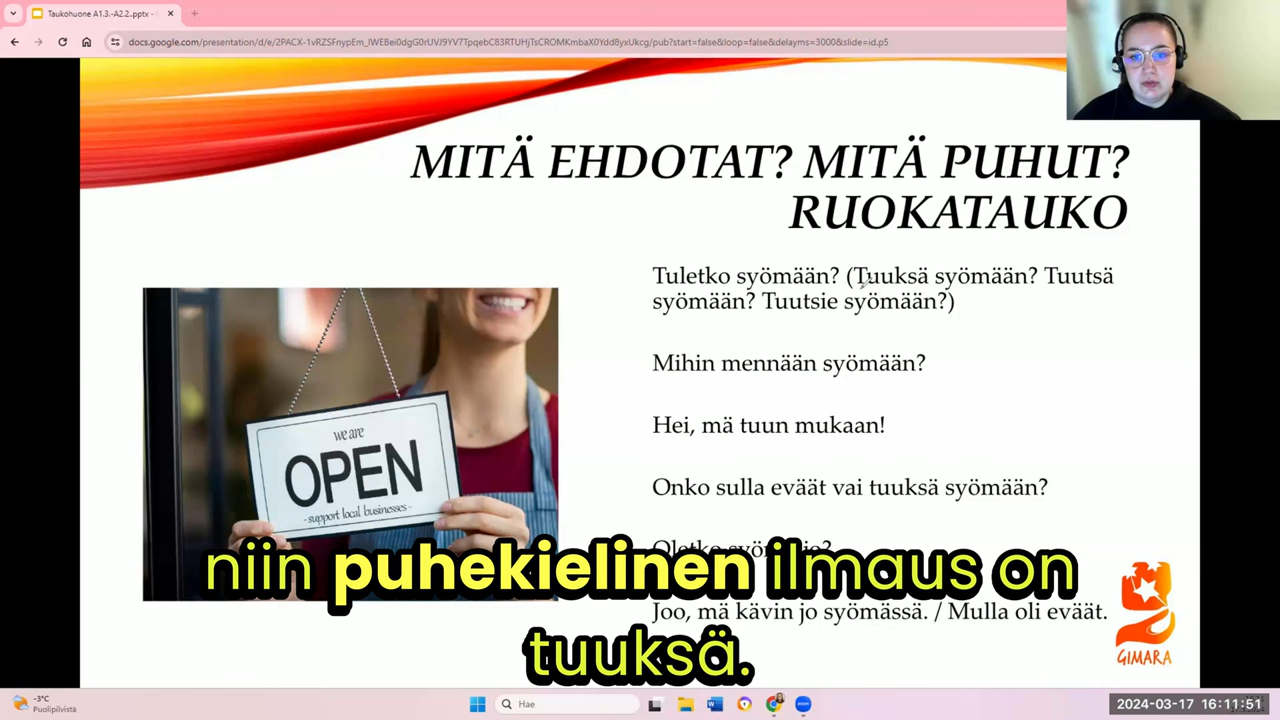 Taukohuone A1.3.-A2.2.pptx -
docs.google.com/presentation/d/e/2PACX-1vRZSFnypEm_lWEBei0dgG0rUVJ9YV7TpqebC83RTUHjTsCROMKmbaX0Ydd8yxUkcg/pub?start=false&loop=false&delayms=3000&slide=id.p5
MITÄ EHDOTAT? MITÄ PUHUT?
RUOKATAUKO
Tuletko syömään? (Tuuksä syömään? Tuutsä
syömään? Tuutsie syömään?)
Mihin mennään syömään?
Hei, mä tuun mukaan!
Onko sulla eväät vai tuuksä syömään?
Joo, mä kävin jo syömässä. / Mulla oli eväät.
we are
OPEN
-support local businesses-
niin puhekielinen ilmaus on
tuuksä.
GIMARA
-3°C
Puolipilvistä
Hae
2024-03-17 16:11:51